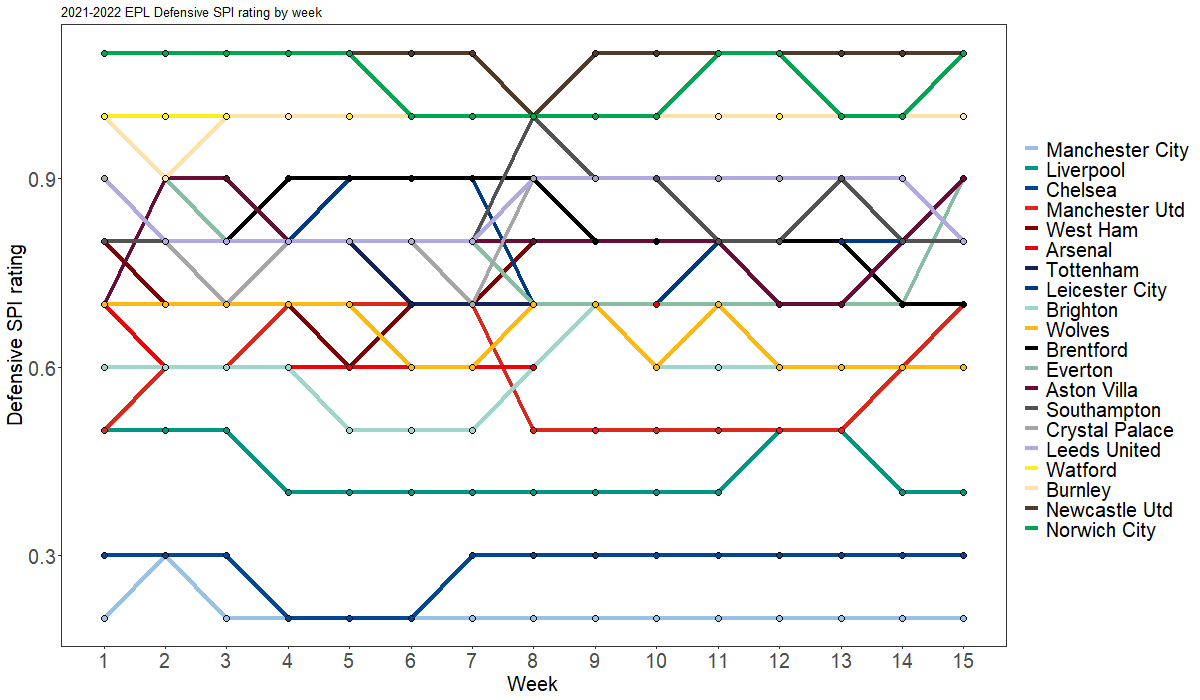 2021-2022 EPL Defensive SPI rating by week
Defensive SPI rating
0.9
0.6
0.3
1 2 3 4 5 6 7 8 9 10 11 12 13 14 15
Week
Manchester City
Liverpool
Chelsea
Manchester Utd
West Ham
Arsenal
Tottenham
Leicester City
Brighton
Wolves
Brentford
Everton
Aston Villa
Southampton
Crystal Palace
Leeds United
Watford
Burnley
Newcastle Utd
Norwich City